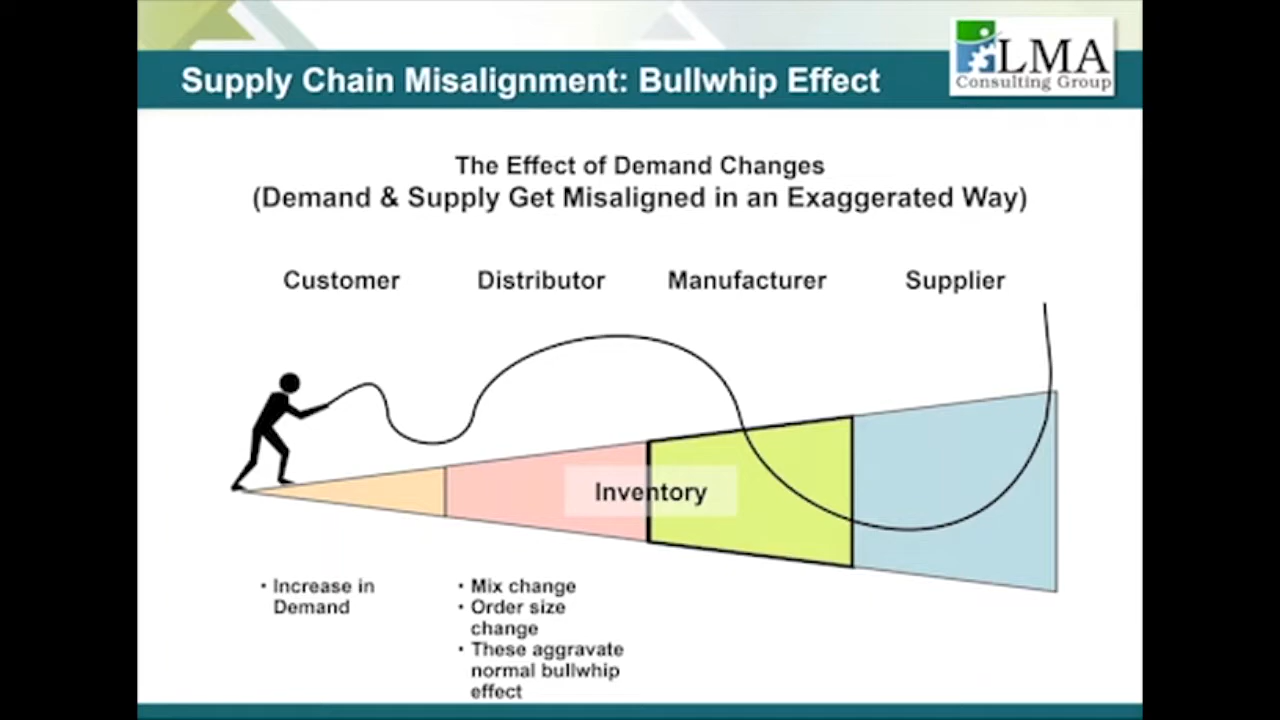 Supply Chain Misalignment: Bullwhip Effect
LMA
Consulting Group
The Effect of Demand Changes
(Demand & Supply Get Misaligned in an Exaggerated Way)
Customer
Distributor
Manufacturer
Supplier
Inventory
• Increase in
Demand
• Mix change
• Order size
change
• These aggravate
normal bullwhip
effect